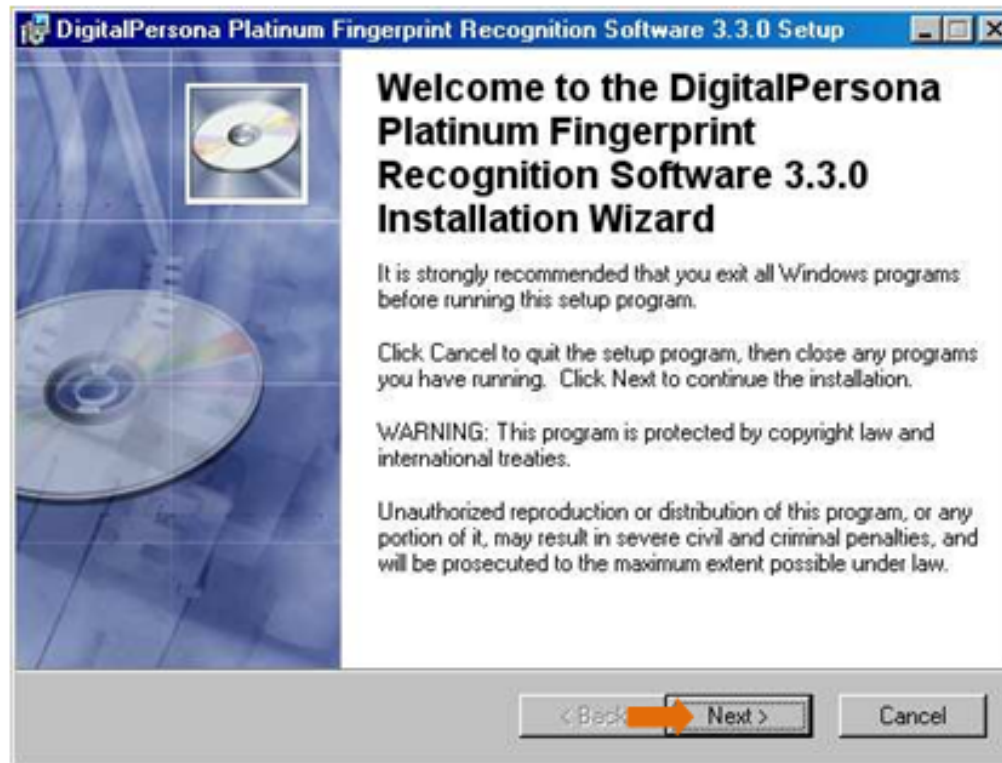 DigitalPersona Platinum Fingerprint Recognition Software 3.3.0 Setup
Welcome to the DigitalPersona
Platinum Fingerprint
Recognition Software 3.3.0
Installation Wizard
It is strongly recommended that you exit all Windows programs
before running this setup program.
Click Cancel to quit the setup program, then close any programs
you have running. Click Next to continue the installation.
WARNING: This program is protected by copyright law and
international treaties.
Unauthorized reproduction or distribution of this program, or any
portion of it, may result in severe civil and criminal penalties, and
will be prosecuted to the maximum extent possible under law.
< Back Next > Cancel